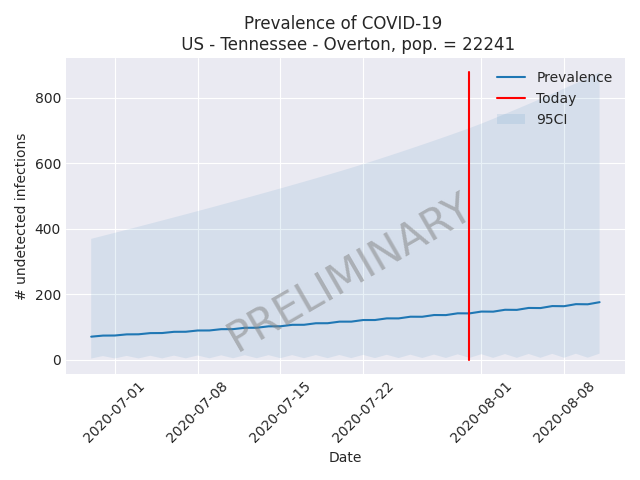 Prevalence of COVID-19
US - Tennessee - Overton, pop. = 22241
Prevalence
Today
95CI
800
600
400
200
0
# undetected infections
PRELIMINARY
2020-07-01
2020-07-08
2020-07-15
2020-07-22
2020-08-01
2020-08-08
Date